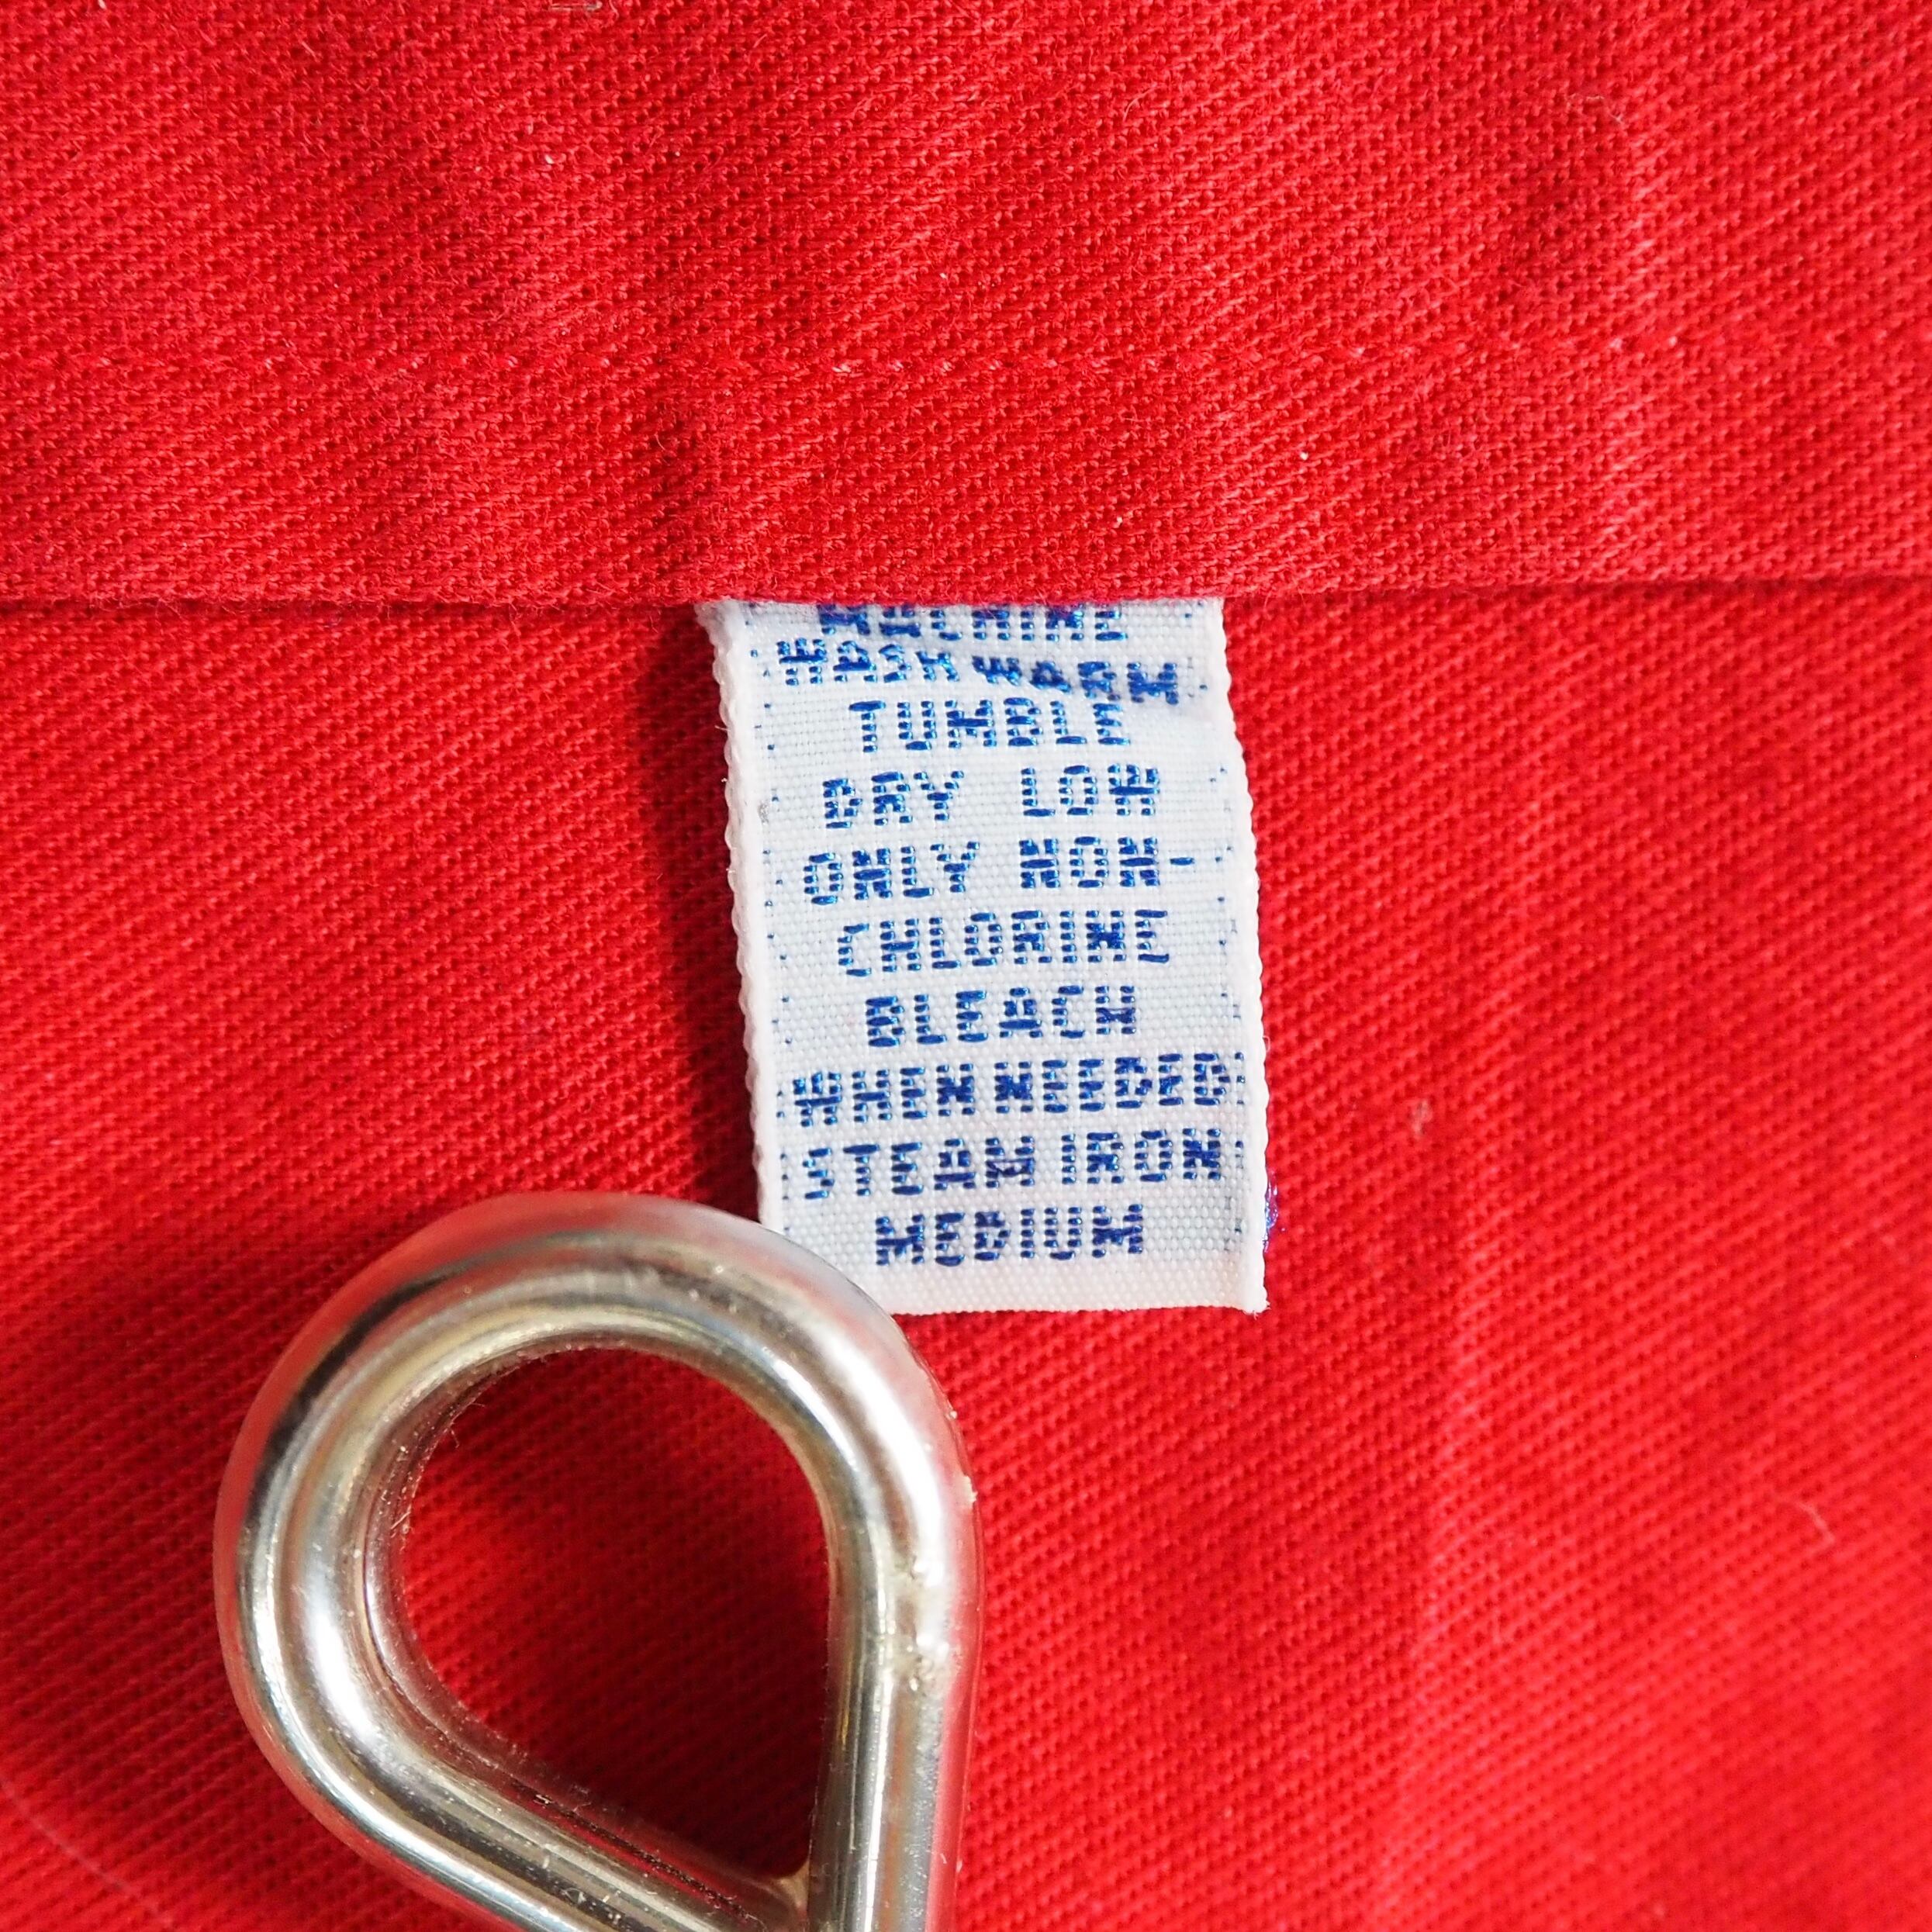 MACHINE
WASH WARM
TUMBLE
DRY LOW
ONLY NON-
CHLORINE
BLEACH
WHEN NEEDED
STEAM IRON
MEDIUM